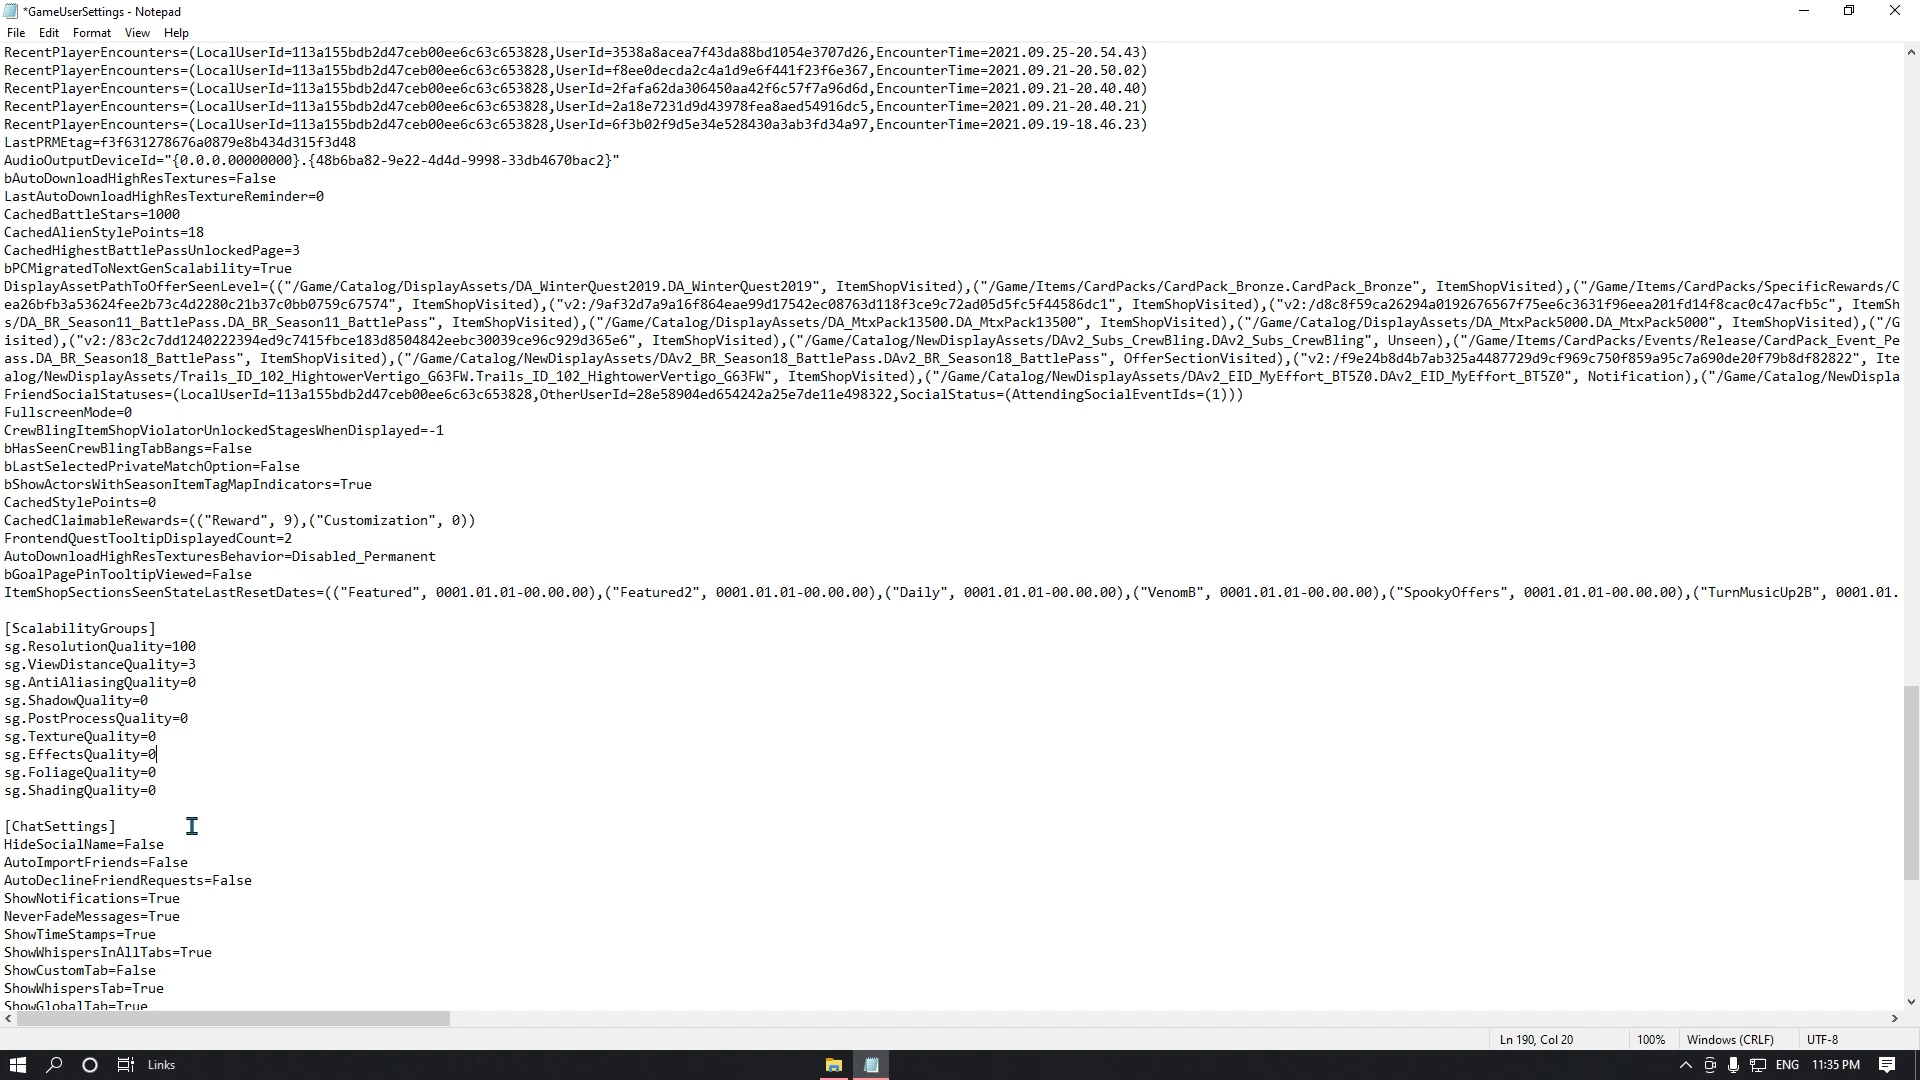 *GameUserSettings - Notepad
File Edit Format View Help
RecentPlayerEncounters=(LocalUserId=113a155bdb2d47ceb00ee6c63c653828,UserId=3538a8acea7f43da88bd1054e3707d26,EncounterTime=2021.09.25-20.54.43)
RecentPlayerEncounters=(LocalUserId=113a155bdb2d47ceb00ee6c63c653828,UserId=f8ee0decda2c4a1d9e6f441f23f6e367,EncounterTime=2021.09.21-20.50.02)
RecentPlayerEncounters=(LocalUserId=113a155bdb2d47ceb00ee6c63c653828,UserId=2fafa62da306450aa42f6c57f7a96d6d,EncounterTime=2021.09.21-20.40.40)
RecentPlayerEncounters=(LocalUserId=113a155bdb2d47ceb00ee6c63c653828,UserId=2a18e7231d9d43978fea8aed54916dc5,EncounterTime=2021.09.21-20.40.21)
RecentPlayerEncounters=(LocalUserId=113a155bdb2d47ceb00ee6c63c653828,UserId=6f3b02f9d5e34e528430a3ab3fd34a97,EncounterTime=2021.09.19-18.46.23)
LastPRMEtag=f3f631278676a0879e8b434d315f3d48
AudioOutputDeviceId="{0.0.0.00000000}.{48b6ba82-9e22-4d4d-9998-33db4670bac2}"
bAutoDownloadHighResTextures=False
LastAutoDownloadHighResTextureReminder=0
CachedBattleStars=1000
CachedAlienStylePoints=18
CachedHighestBattlePassUnlockedPage=3
bPCMigratedToNextGenScalability=True
DisplayAssetPathToOfferSeenLevel=(("/Game/Catalog/DisplayAssets/DA_WinterQuest2019.DA_WinterQuest2019", ItemShopVisited),("/Game/Items/CardPacks/CardPack_Bronze.CardPack_Bronze", ItemShopVisited),("/Game/Items/CardPacks/SpecificRewards/C
ea26bfb3a53624fee2b73c4d2280c21b37c0bb0759c67574", ItemShopVisited),("v2:/9af32d7a9a16f864eae99d17542ec08763d118f3ce9c72ad05d5fc5f44586dc1", ItemShopVisited),("v2:/d8c8f59ca26294a0192676567f75ee6c3631f96eea201fd14f8cac0c47acfb5c", ItemSh
s/DA_BR_Season11_BattlePass.DA_BR_Season11_BattlePass", ItemShopVisited),("/Game/Catalog/DisplayAssets/DA_MtxPack13500.DA_MtxPack13500", ItemShopVisited),("/Game/Catalog/DisplayAssets/DA_MtxPack5000.DA_MtxPack5000", ItemShopVisited),("/G
isited),("v2:/83c2c7dd1240222394ed9c7415fbce183d8504842eebc30039ce96c929d365e6", ItemShopVisited),("/Game/Catalog/NewDisplayAssets/DAv2_Subs_CrewBling.DAv2_Subs_CrewBling", Unseen),("/Game/Items/CardPacks/Events/Release/CardPack_Event_Pe
ass.DA_BR_Season18_BattlePass", ItemShopVisited),("/Game/Catalog/NewDisplayAssets/DAv2_BR_Season18_BattlePass.DAv2_BR_Season18_BattlePass", OfferSectionVisited),("v2:/f9e24b8d4b7ab325a4487729d9cf969c750f859a95c7a690de20f79b8df82822", Ite
alog/NewDisplayAssets/Trails_ID_102_HightowerVertigo_G63FW.Trails_ID_102_HightowerVertigo_G63FW", ItemShopVisited),("/Game/Catalog/NewDisplayAssets/DAv2_EID_MyEffort_BT5Z0.DAv2_EID_MyEffort_BT5Z0", Notification),("/Game/Catalog/NewDispla
FriendSocialStatuses=(LocalUserId=113a155bdb2d47ceb00ee6c63c653828,OtherUserId=28e58904ed654242a25e7de11e498322,SocialStatus=(AttendingSocialEventIds=(1)))
FullscreenMode=0
CrewBlingItemShopViolatorUnlockedStagesWhenDisplayed=-1
bHasSeenCrewBlingTabBangs=False
bLastSelectedPrivateMatchOption=False
bShowActorsWithSeasonItemTagMapIndicators=True
CachedStylePoints=0
CachedClaimableRewards=(("Reward", 9),("Customization", 0))
FrontendQuestTooltipDisplayedCount=2
AutoDownloadHighResTexturesBehavior=Disabled_Permanent
bGoalPagePinTooltipViewed=False
ItemShopSectionsSeenStateLastResetDates=(("Featured", 0001.01.01-00.00.00),("Featured2", 0001.01.01-00.00.00),("Daily", 0001.01.01-00.00.00),("VenomB", 0001.01.01-00.00.00),("SpookyOffers", 0001.01.01-00.00.00),("TurnMusicUp2B", 0001.01.
[ScalabilityGroups]
sg.ResolutionQuality=100
sg.ViewDistanceQuality=3
sg.AntiAliasingQuality=0
sg.ShadowQuality=0
sg.PostProcessQuality=0
sg.TextureQuality=0
sg.EffectsQuality=0
sg.FoliageQuality=0
sg.ShadingQuality=0
[ChatSettings]
HideSocialName=False
AutoImportFriends=False
AutoDeclineFriendRequests=False
ShowNotifications=True
NeverFadeMessages=True
ShowTimeStamps=True
ShowWhispersInAllTabs=True
ShowCustomTab=False
ShowWhispersTab=True
ShowGlobalTab=True
Ln 190, Col 20 100% Windows (CRLF) UTF-8
Links ENG 11:35 PM